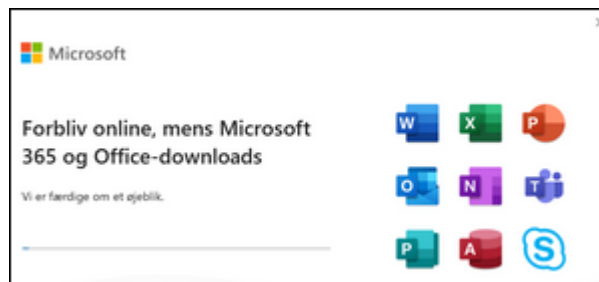 Microsoft
Forbliv online, mens Microsoft
365 og Office-downloads
Vi er færdige om et øjeblik.
W X P
O N T
P A S